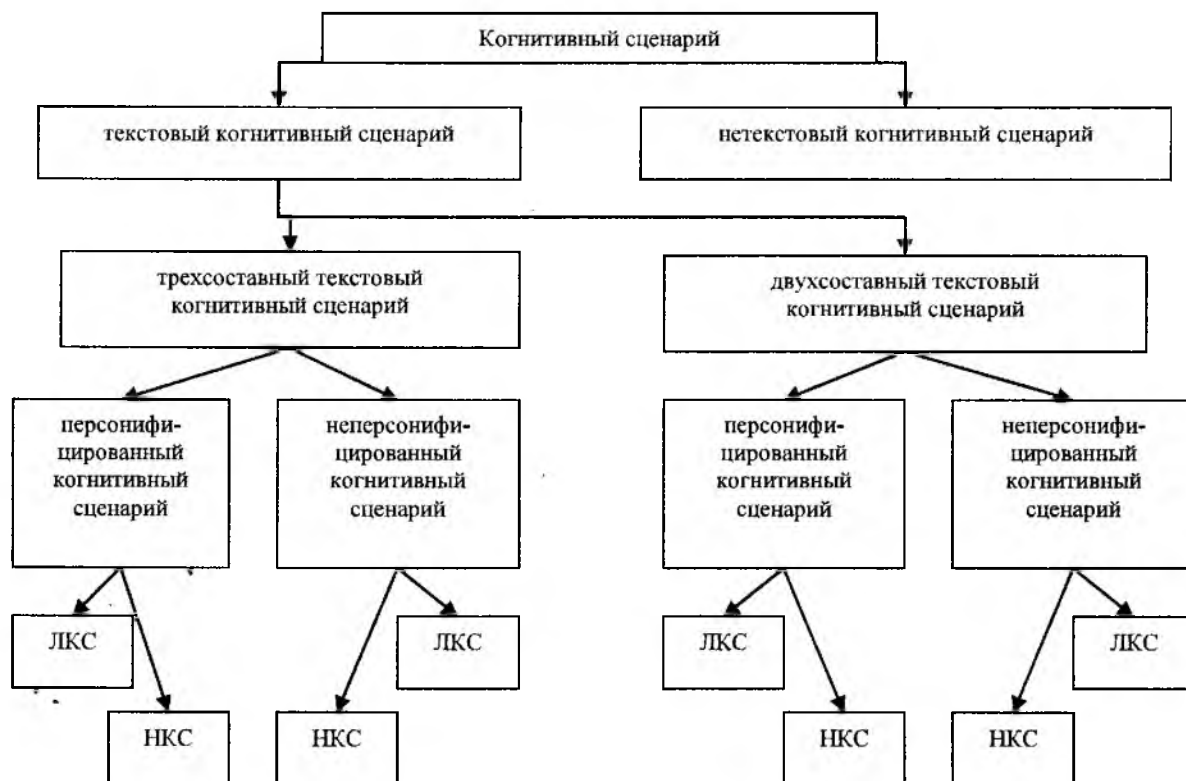 Когнитивный сценарий
текстовый когнитивный сценарий
нетекстовый когнитивный сценарий
трехсоставный текстовый
когнитивный сценарий
двухсоставный текстовый
когнитивный сценарий
персонифи-
цированный
когнитивный
сценарий
неперсонифи-
цированный
когнитивный
сценарий
персонифи-
цированный
когнитивный
сценарий
неперсонифи-
цированный
когнитивный
сценарий
ЛКС
ЛКС
ЛКС
ЛКС
НКС
НКС
НКС
НКС